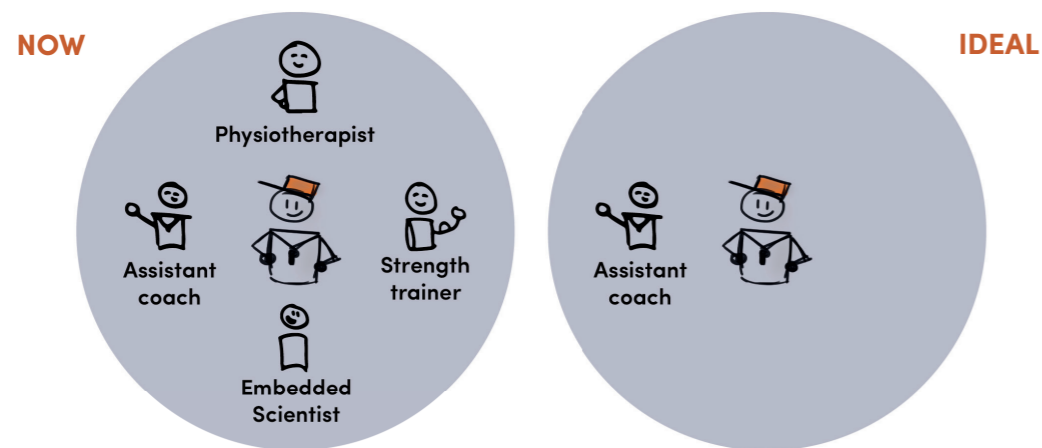 NOW
IDEAL
Physiotherapist
Assistant
coach
Strength
trainer
Embedded
Scientist
Assistant
coach